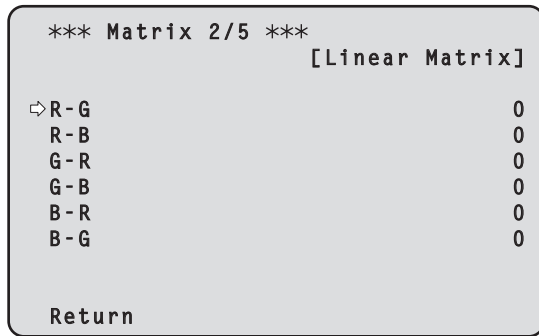 *** Matrix 2/5 ***
[Linear Matrix]
⇨R-G 0
R-B 0
G-R 0
G-B 0
B-R 0
B-G 0
Return